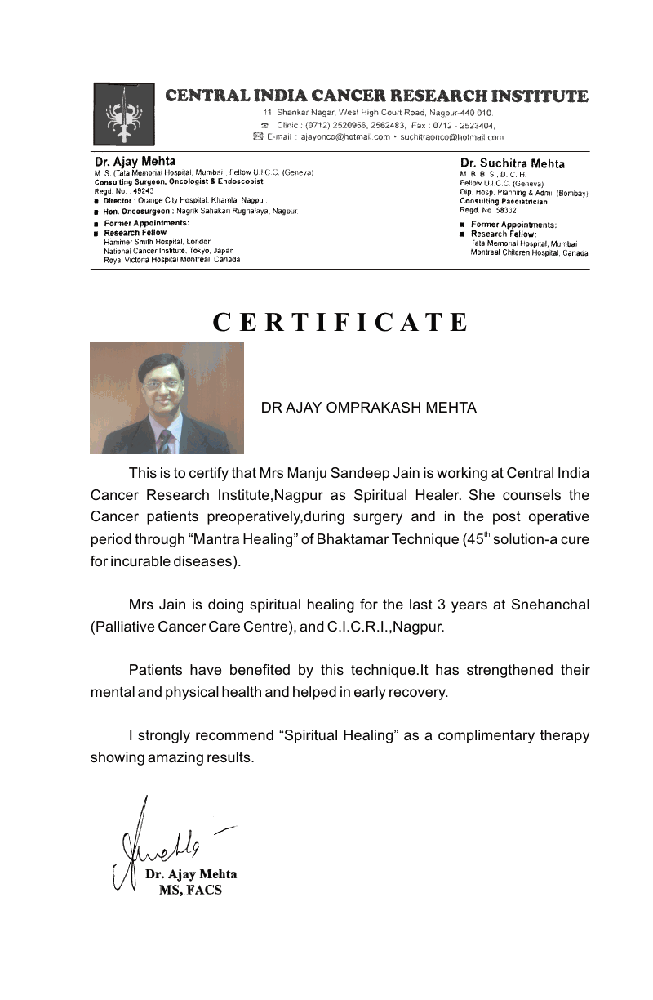 CENTRAL INDIA CANCER RESEARCH INSTITUTE
11, Shankar Nagar, West High Court Road, Nagpur-440 010.
☎ : Clinic : (0712) 2520956, 2562483, Fax : 0712 - 2523404,
✉ E-mail : ajayonco@hotmail.com • suchitraonco@hotmail com
Dr. Ajay Mehta
M. S. (Tata Memorial Hospital, Mumbai), Fellow U.I.C.C. (Geneva)
Consulting Surgeon, Oncologist & Endoscopist
Regd. No. : 49243
■ Director : Orange City Hospital, Khamla, Nagpur.
■ Hon. Oncosurgeon : Nagrik Sahakari Rugnalaya, Nagpur.
■ Former Appointments:
■ Research Fellow
Hammer Smith Hospital, London
National Cancer Institute, Tokyo, Japan
Royal Victoria Hospital Montreal, Canada
Dr. Suchitra Mehta
M. B. B. S., D. C. H.
Fellow U.I.C.C. (Geneva)
Dip. Hosp. Planning & Admi. (Bombay)
Consulting Paediatrician
Regd. No. 58332
■ Former Appointments:
■ Research Fellow:
Tata Memorial Hospital, Mumbai
Montreal Children Hospital, Canada
CERTIFICATE
DR AJAY OMPRAKASH MEHTA
This is to certify that Mrs Manju Sandeep Jain is working at Central India
Cancer Research Institute,Nagpur as Spiritual Healer. She counsels the
Cancer patients preoperatively,during surgery and in the post operative
period through “Mantra Healing” of Bhaktamar Technique (45th solution-a cure
for incurable diseases).
Mrs Jain is doing spiritual healing for the last 3 years at Snehanchal
(Palliative Cancer Care Centre), and C.I.C.R.I.,Nagpur.
Patients have benefited by this technique.It has strengthened their
mental and physical health and helped in early recovery.
I strongly recommend “Spiritual Healing” as a complimentary therapy
showing amazing results.
Dr. Ajay Mehta
MS, FACS